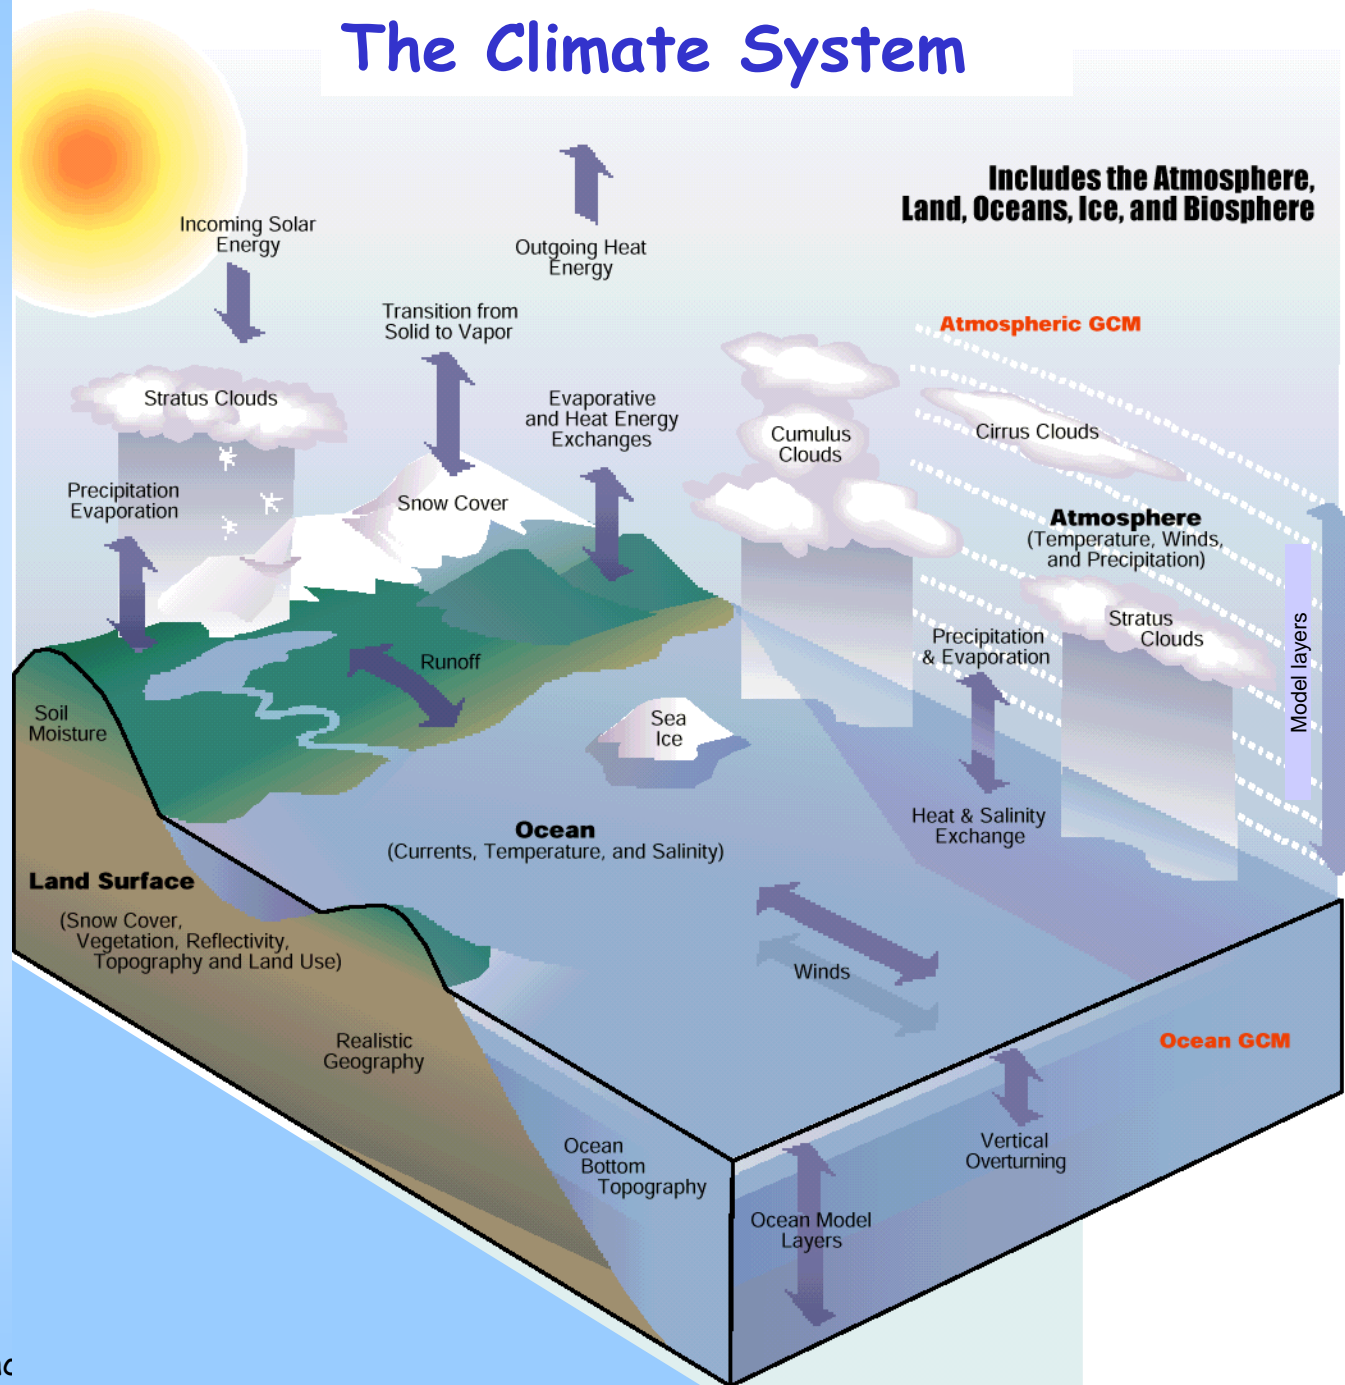 The Climate System
Includes the Atmosphere,
Land, Oceans, Ice, and Biosphere
Incoming Solar
Energy
Outgoing Heat
Energy
Transition from
Solid to Vapor
Atmospheric GCM
Stratus Clouds
Evaporative
and Heat Energy
Exchanges
Cumulus
Clouds
Cirrus Clouds
Precipitation
Evaporation
Snow Cover
Atmosphere
(Temperature, Winds,
and Precipitation)
Stratus
Clouds
Precipitation
& Evaporation
Model layers
Runoff
Soil
Moisture
Sea
Ice
Heat & Salinity
Exchange
Ocean
(Currents, Temperature, and Salinity)
Land Surface
(Snow Cover,
Vegetation, Reflectivity,
Topography and Land Use)
Winds
Realistic
Geography
Ocean GCM
Ocean
Bottom
Topography
Vertical
Overturning
Ocean Model
Layers